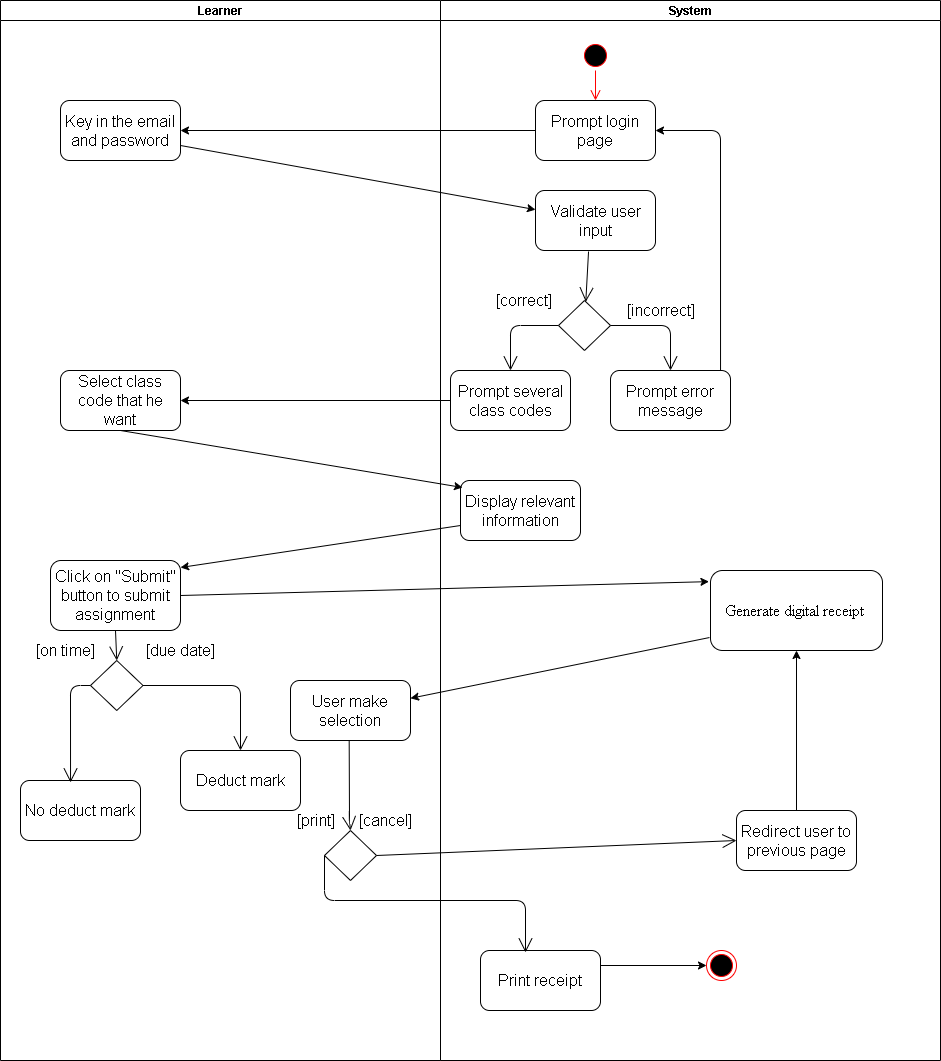 Learner
System
Key in the email
and password
Prompt login
page
Validate user
input
[correct]
[incorrect]
Select class
code that he
want
Prompt several
class codes
Prompt error
message
Display relevant
information
Click on "Submit"
button to submit
assignment
Generate digital receipt
[on time]
[due date]
User make
selection
Deduct mark
No deduct mark
[print]
[cancel]
Redirect user to
previous page
Print receipt